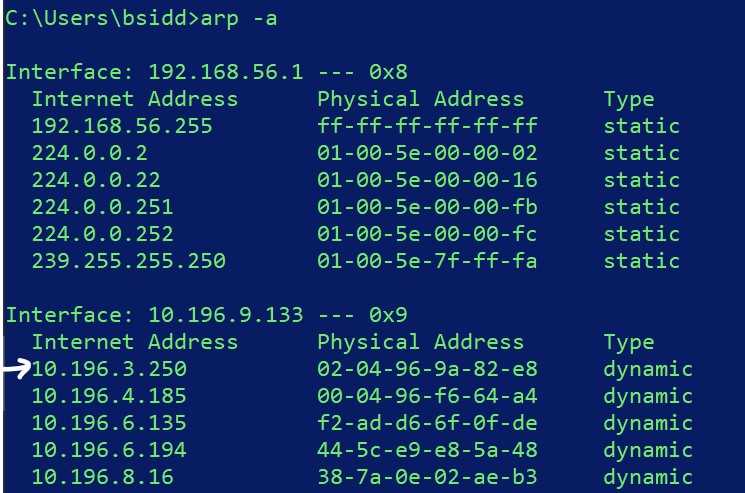 C:\Users\bsidd>arp -a
Interface: 192.168.56.1 --- 0x8
Internet Address Physical Address Type
192.168.56.255 ff-ff-ff-ff-ff-ff static
224.0.0.2 01-00-5e-00-00-02 static
224.0.0.22 01-00-5e-00-00-16 static
224.0.0.251 01-00-5e-00-00-fb static
224.0.0.252 01-00-5e-00-00-fc static
239.255.255.250 01-00-5e-7f-ff-fa static
Interface: 10.196.9.133 --- 0x9
Internet Address Physical Address Type
10.196.3.250 02-04-96-9a-82-e8 dynamic
10.196.4.185 00-04-96-f6-64-a4 dynamic
10.196.6.135 f2-ad-d6-6f-0f-de dynamic
10.196.6.194 44-5c-e9-e8-5a-48 dynamic
10.196.8.16 38-7a-0e-02-ae-b3 dynamic